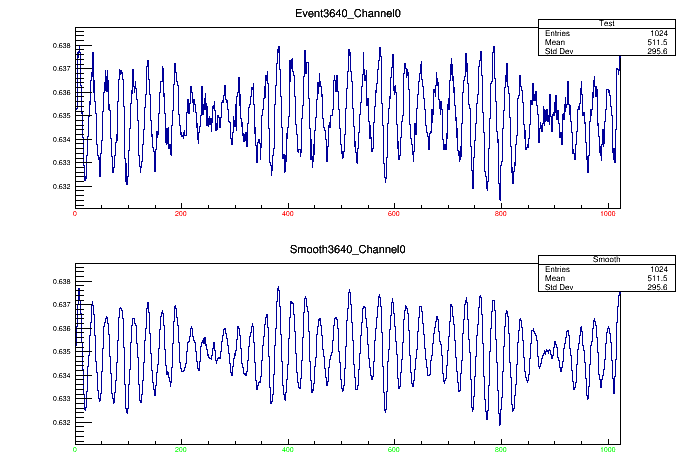 Event3640_Channel0
Test
Entries 1024
Mean 511.5
Std Dev 295.6
0.638
0.637
0.636
0.635
0.634
0.633
0.632
0 200 400 600 800 1000
Smooth3640_Channel0
Smooth
Entries 1024
Mean 511.5
Std Dev 295.6
0.638
0.637
0.636
0.635
0.634
0.633
0.632
0 200 400 600 800 1000